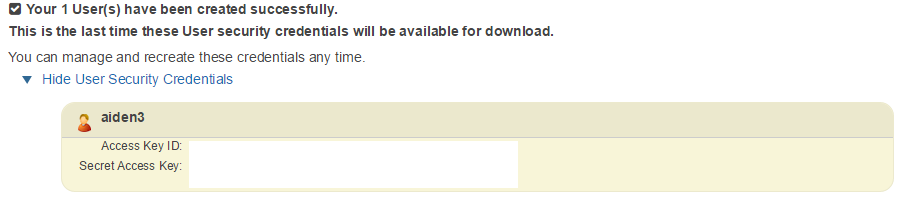 Your 1 User(s) have been created successfully.
This is the last time these User security credentials will be available for download.
You can manage and recreate these credentials any time.
Hide User Security Credentials
aiden3
Access Key ID:
Secret Access Key: